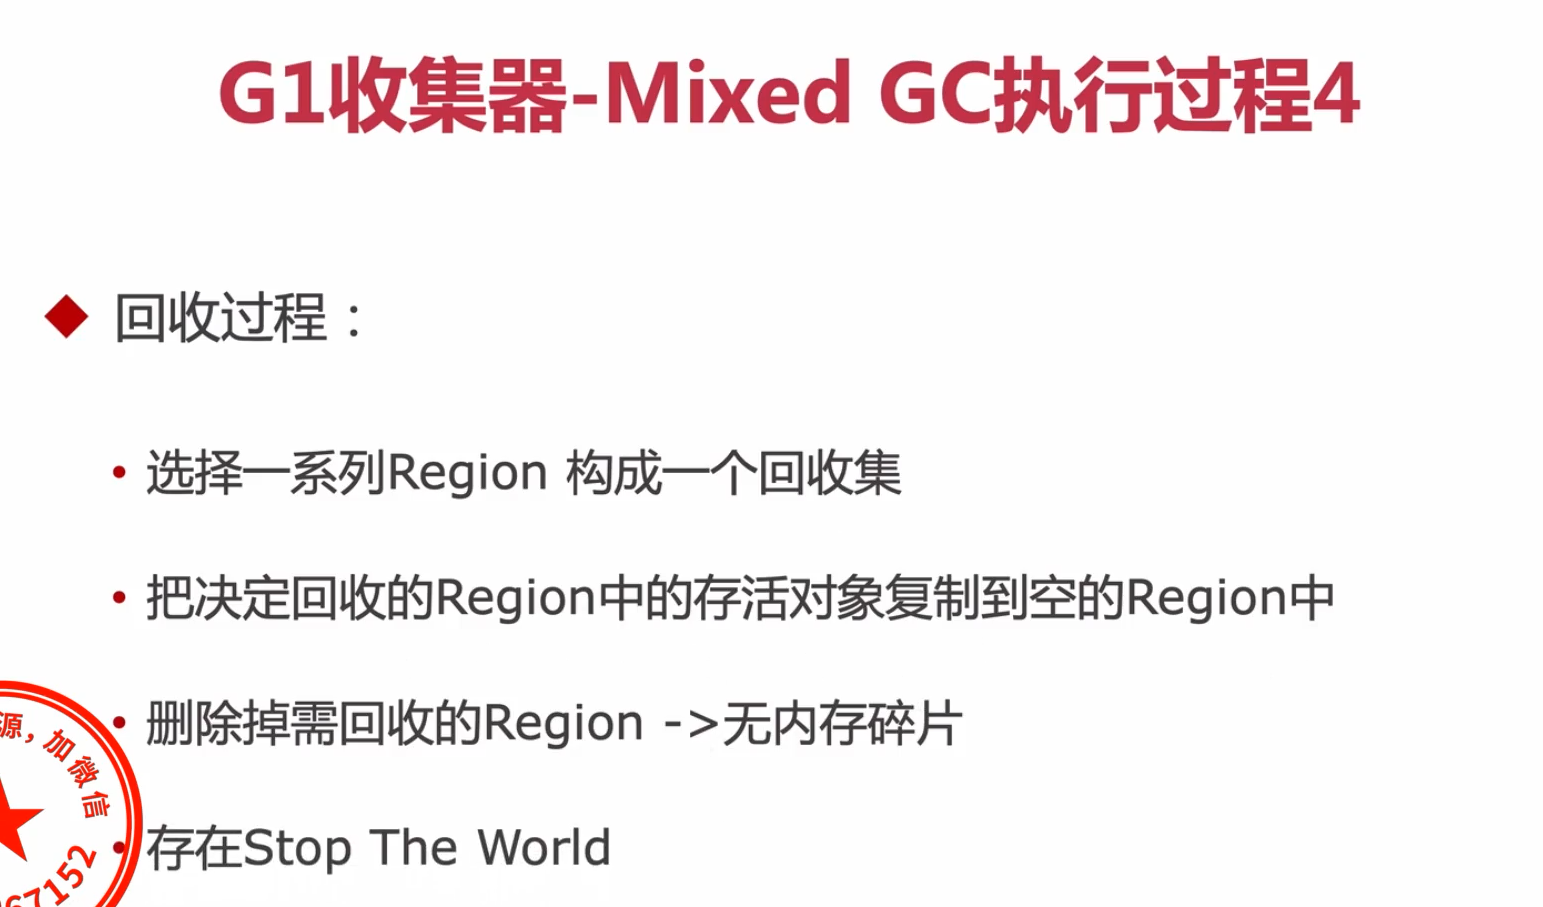 G1收集器-Mixed GC执行过程4
回收过程：
选择一系列Region 构成一个回收集
把决定回收的Region中的存活对象复制到空的Region中
删除掉需回收的Region ->无内存碎片
存在Stop The World
源，加微信
67152